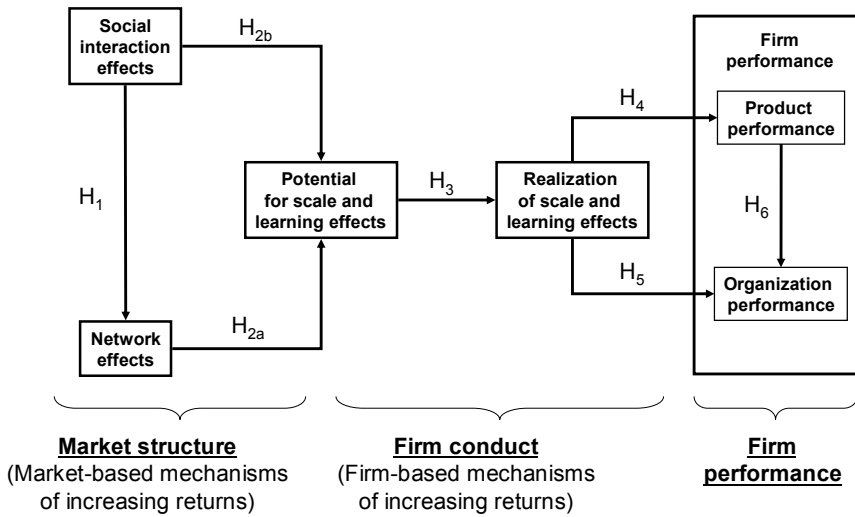 Social
interaction
effects
H2b
Firm
performance
H4
Product
performance
Potential
for scale and
learning effects
H3
Realization
of scale and
learning effects
H1
H6
H5
Organization
performance
Network
effects
H2a
Market structure
(Market-based mechanisms
of increasing returns)
Firm conduct
(Firm-based mechanisms
of increasing returns)
Firm
performance